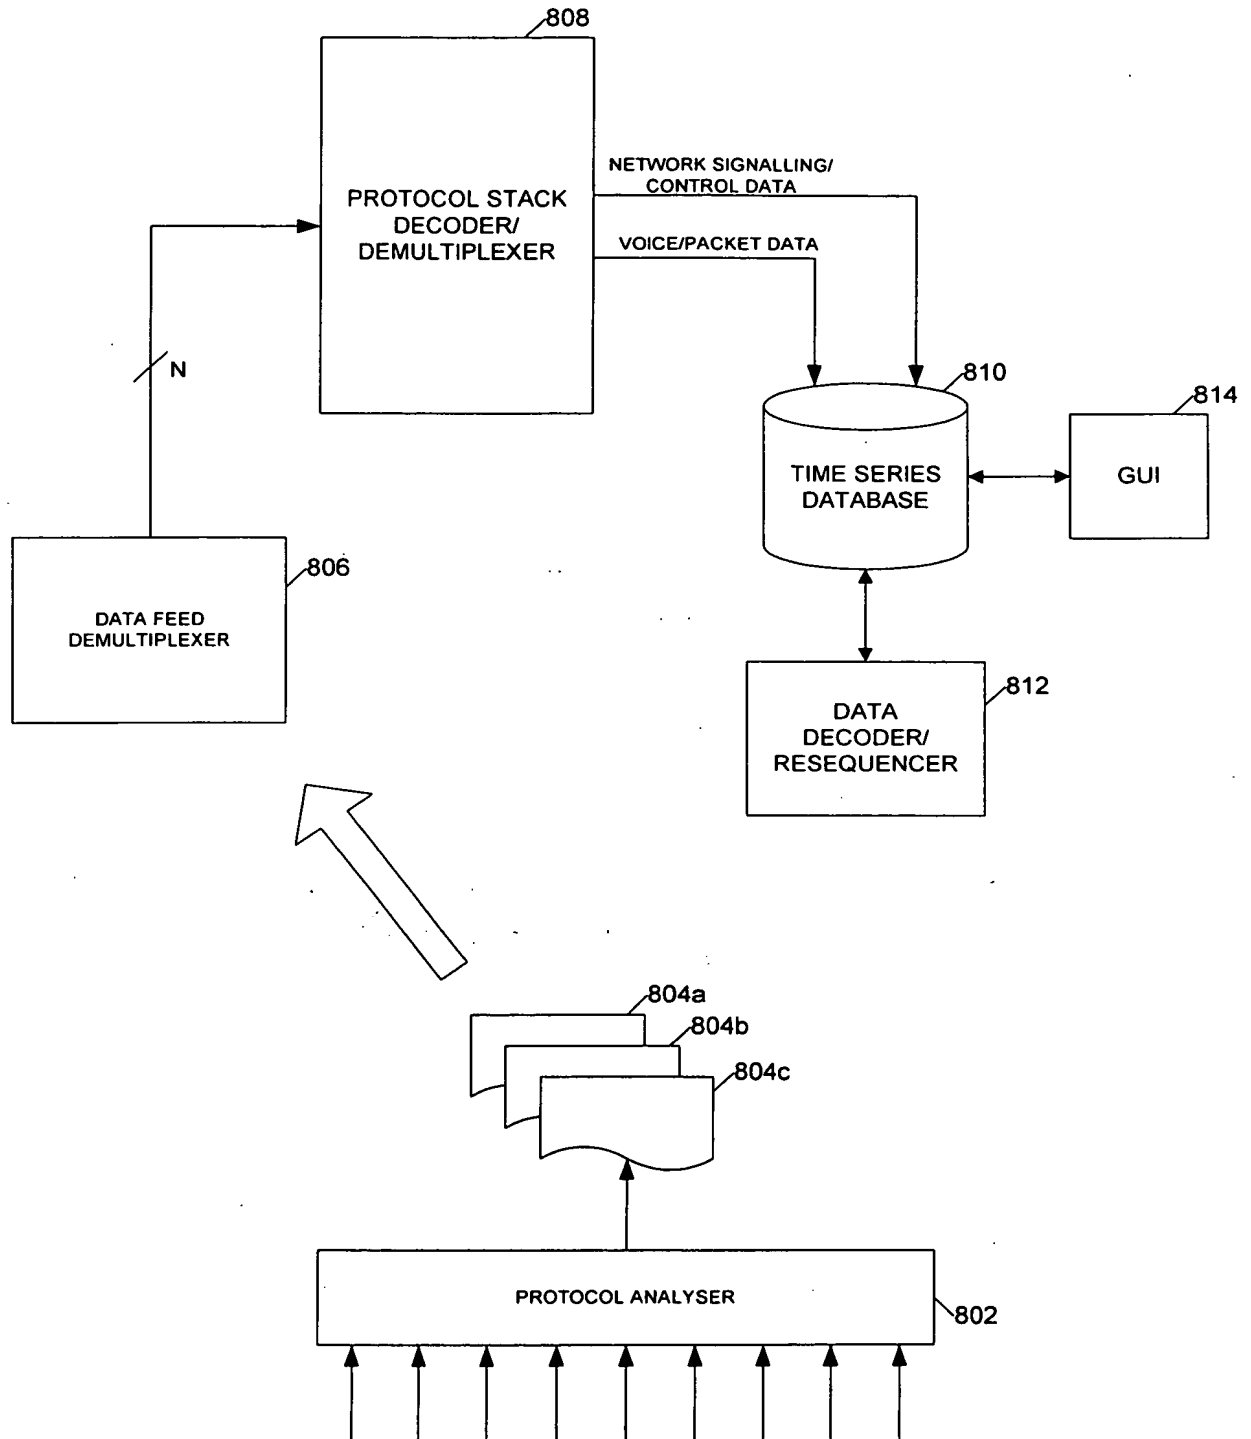 808
PROTOCOL STACK
DECODER/
DEMULTIPLEXER
NETWORK SIGNALLING/
CONTROL DATA
VOICE/PACKET DATA
N
810
TIME SERIES
DATABASE
814
GUI
806
DATA FEED
DEMULTIPLEXER
812
DATA
DECODER/
RESEQUENCER
804a
804b
804c
PROTOCOL ANALYSER
802